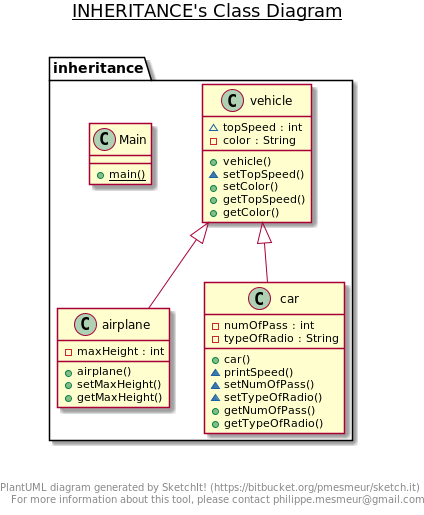 INHERITANCE's Class Diagram
inheritance
C vehicle
topSpeed : int
color : String
vehicle()
setTopSpeed()
setColor()
getTopSpeed()
getColor()
C Main
main()
C airplane
maxHeight : int
airplane()
setMaxHeight()
getMaxHeight()
C car
numOfPass : int
typeOfRadio : String
car()
printSpeed()
setNumOfPass()
setTypeOfRadio()
getNumOfPass()
getTypeOfRadio()
PlantUML diagram generated by SketchIt! (https://bitbucket.org/pmesmeur/sketch.it)
For more information about this tool, please contact philippe.mesmeur@gmail.com